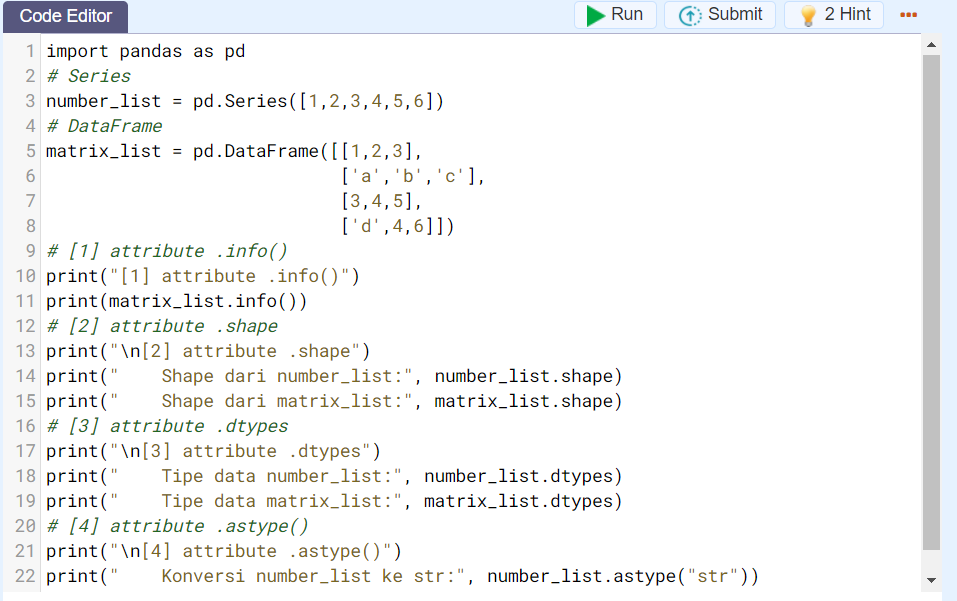 Code Editor Run Submit 2 Hint
1 import pandas as pd
2 # Series
3 number_list = pd.Series([1,2,3,4,5,6])
4 # DataFrame
5 matrix_list = pd.DataFrame([[1,2,3],
6                             ['a','b','c'],
7                             [3,4,5],
8                             ['d',4,6]])
9 # [1] attribute .info()
10 print("[1] attribute .info()")
11 print(matrix_list.info())
12 # [2] attribute .shape
13 print("\n[2] attribute .shape")
14 print("    Shape dari number_list:", number_list.shape)
15 print("    Shape dari matrix_list:", matrix_list.shape)
16 # [3] attribute .dtypes
17 print("\n[3] attribute .dtypes")
18 print("    Tipe data number_list:", number_list.dtypes)
19 print("    Tipe data matrix_list:", matrix_list.dtypes)
20 # [4] attribute .astype()
21 print("\n[4] attribute .astype()")
22 print("    Konversi number_list ke str:", number_list.astype("str"))